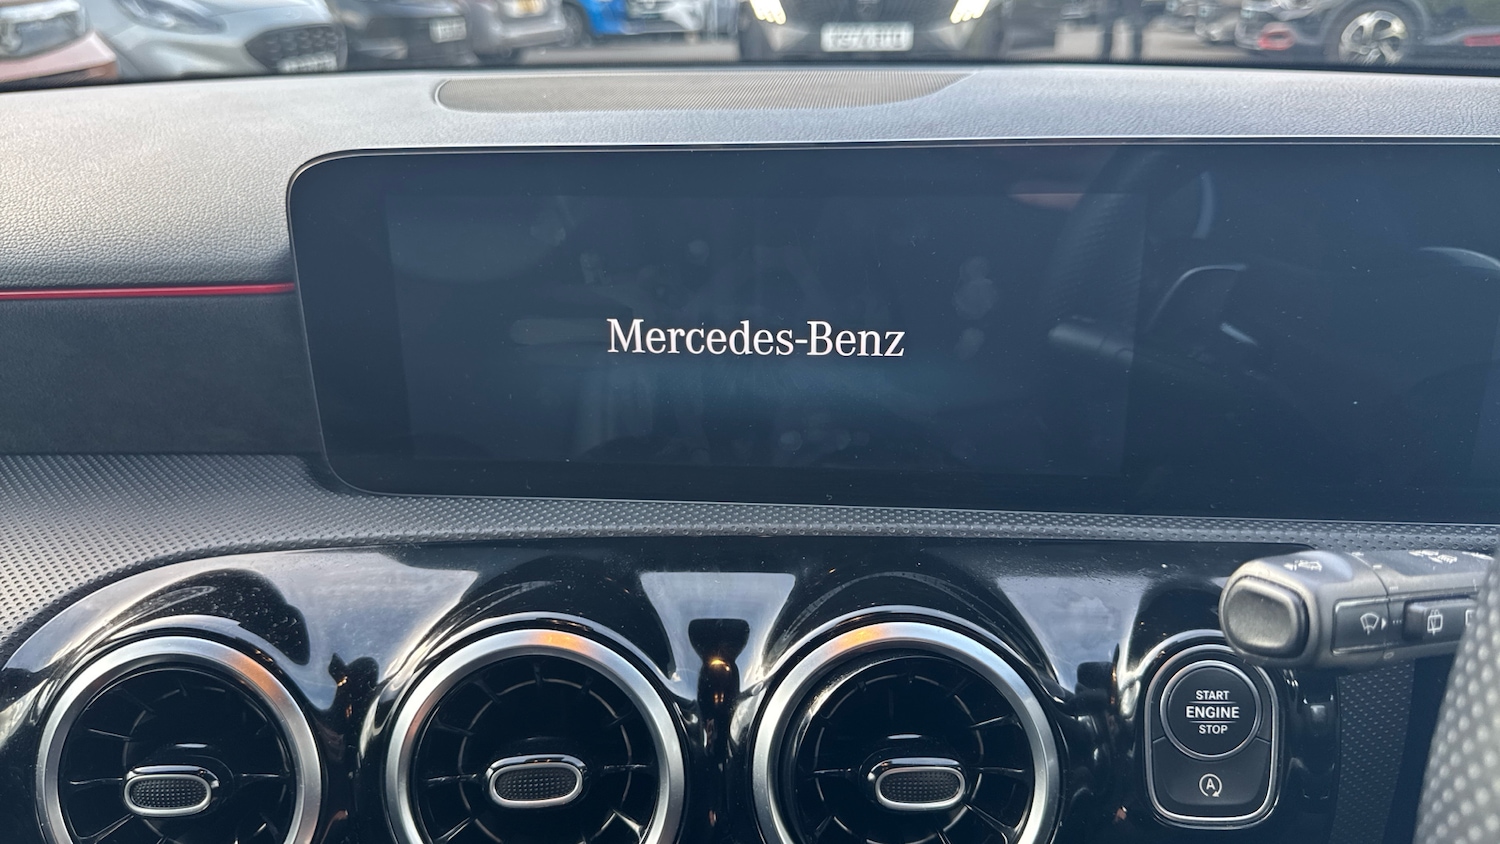 Mercedes-Benz
START
ENGINE
STOP
A